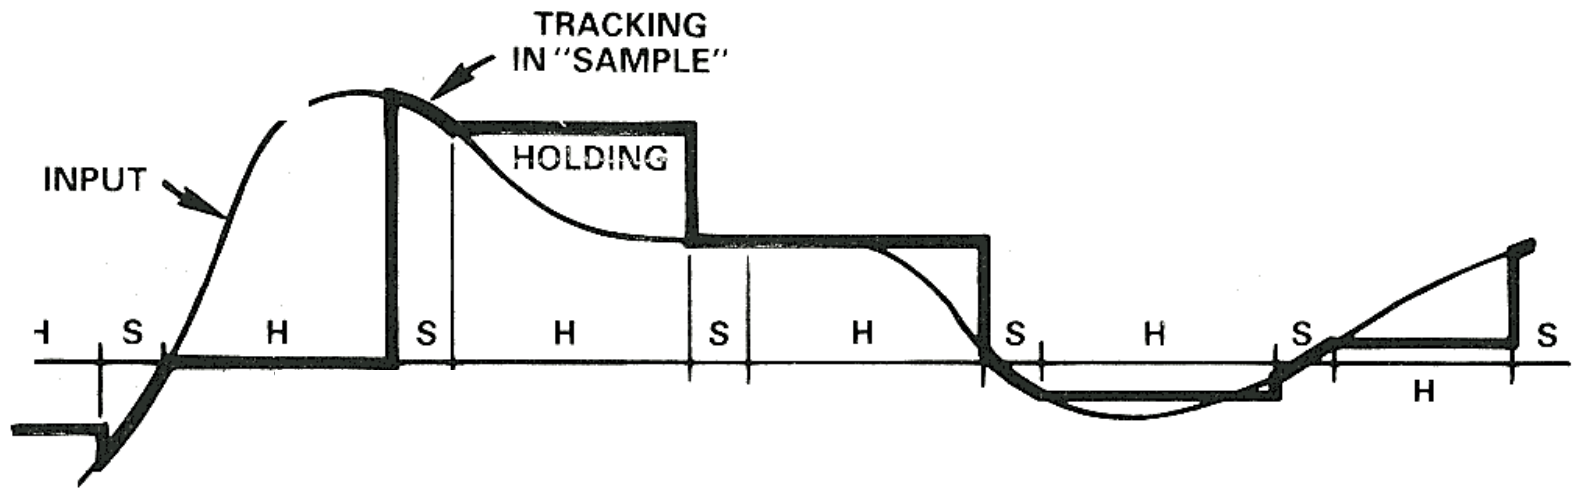 TRACKING
IN "SAMPLE"
INPUT
HOLDING
H S H S H S H S H S S
H